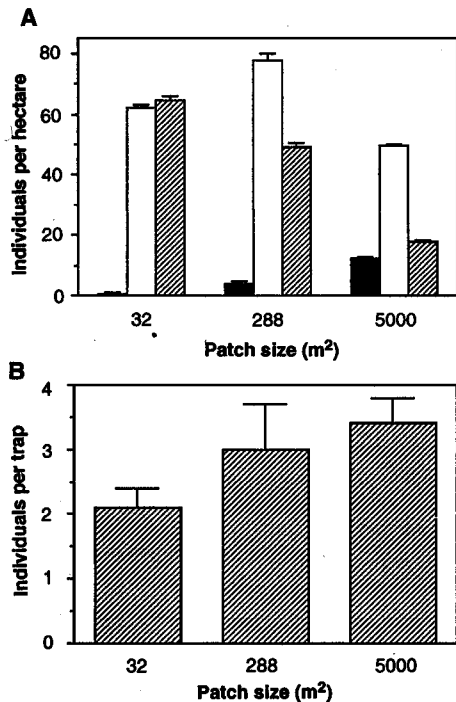 A
Individuals per hectare
80
60
40
20
0
32 288 5000
Patch size (m²)
B
Individuals per trap
4
3
2
1
0
32 288 5000
Patch size (m²)